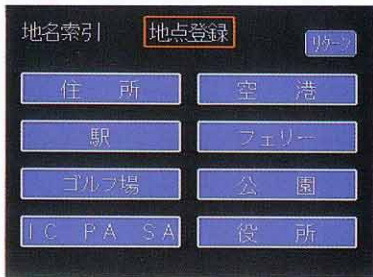 地名索引 地点登録 リターン
住所 空港
駅 フェリー
ゴルフ場 公園
IC PA SA 役所